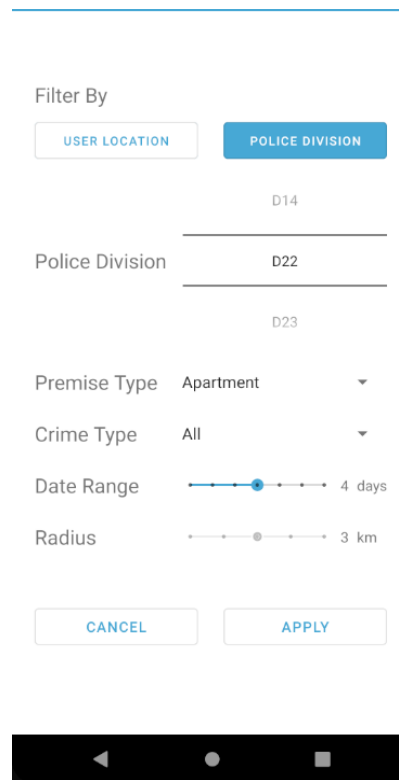 Filter By
USER LOCATION
POLICE DIVISION
D14
Police Division D22
D23
Premise Type Apartment
Crime Type All
Date Range 4 days
Radius 3 km
CANCEL
APPLY